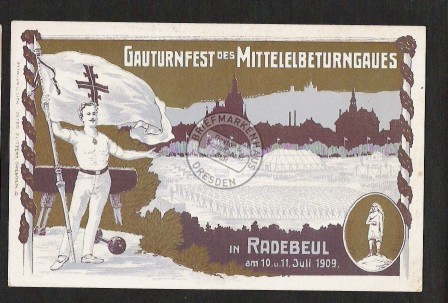 GAUTURNFEST DES MITTELELBETURNGAUES
BRIEFMARKENHAUS
DRESDEN
IN RADEBEUL
am 10. u. 11. Juli 1909.